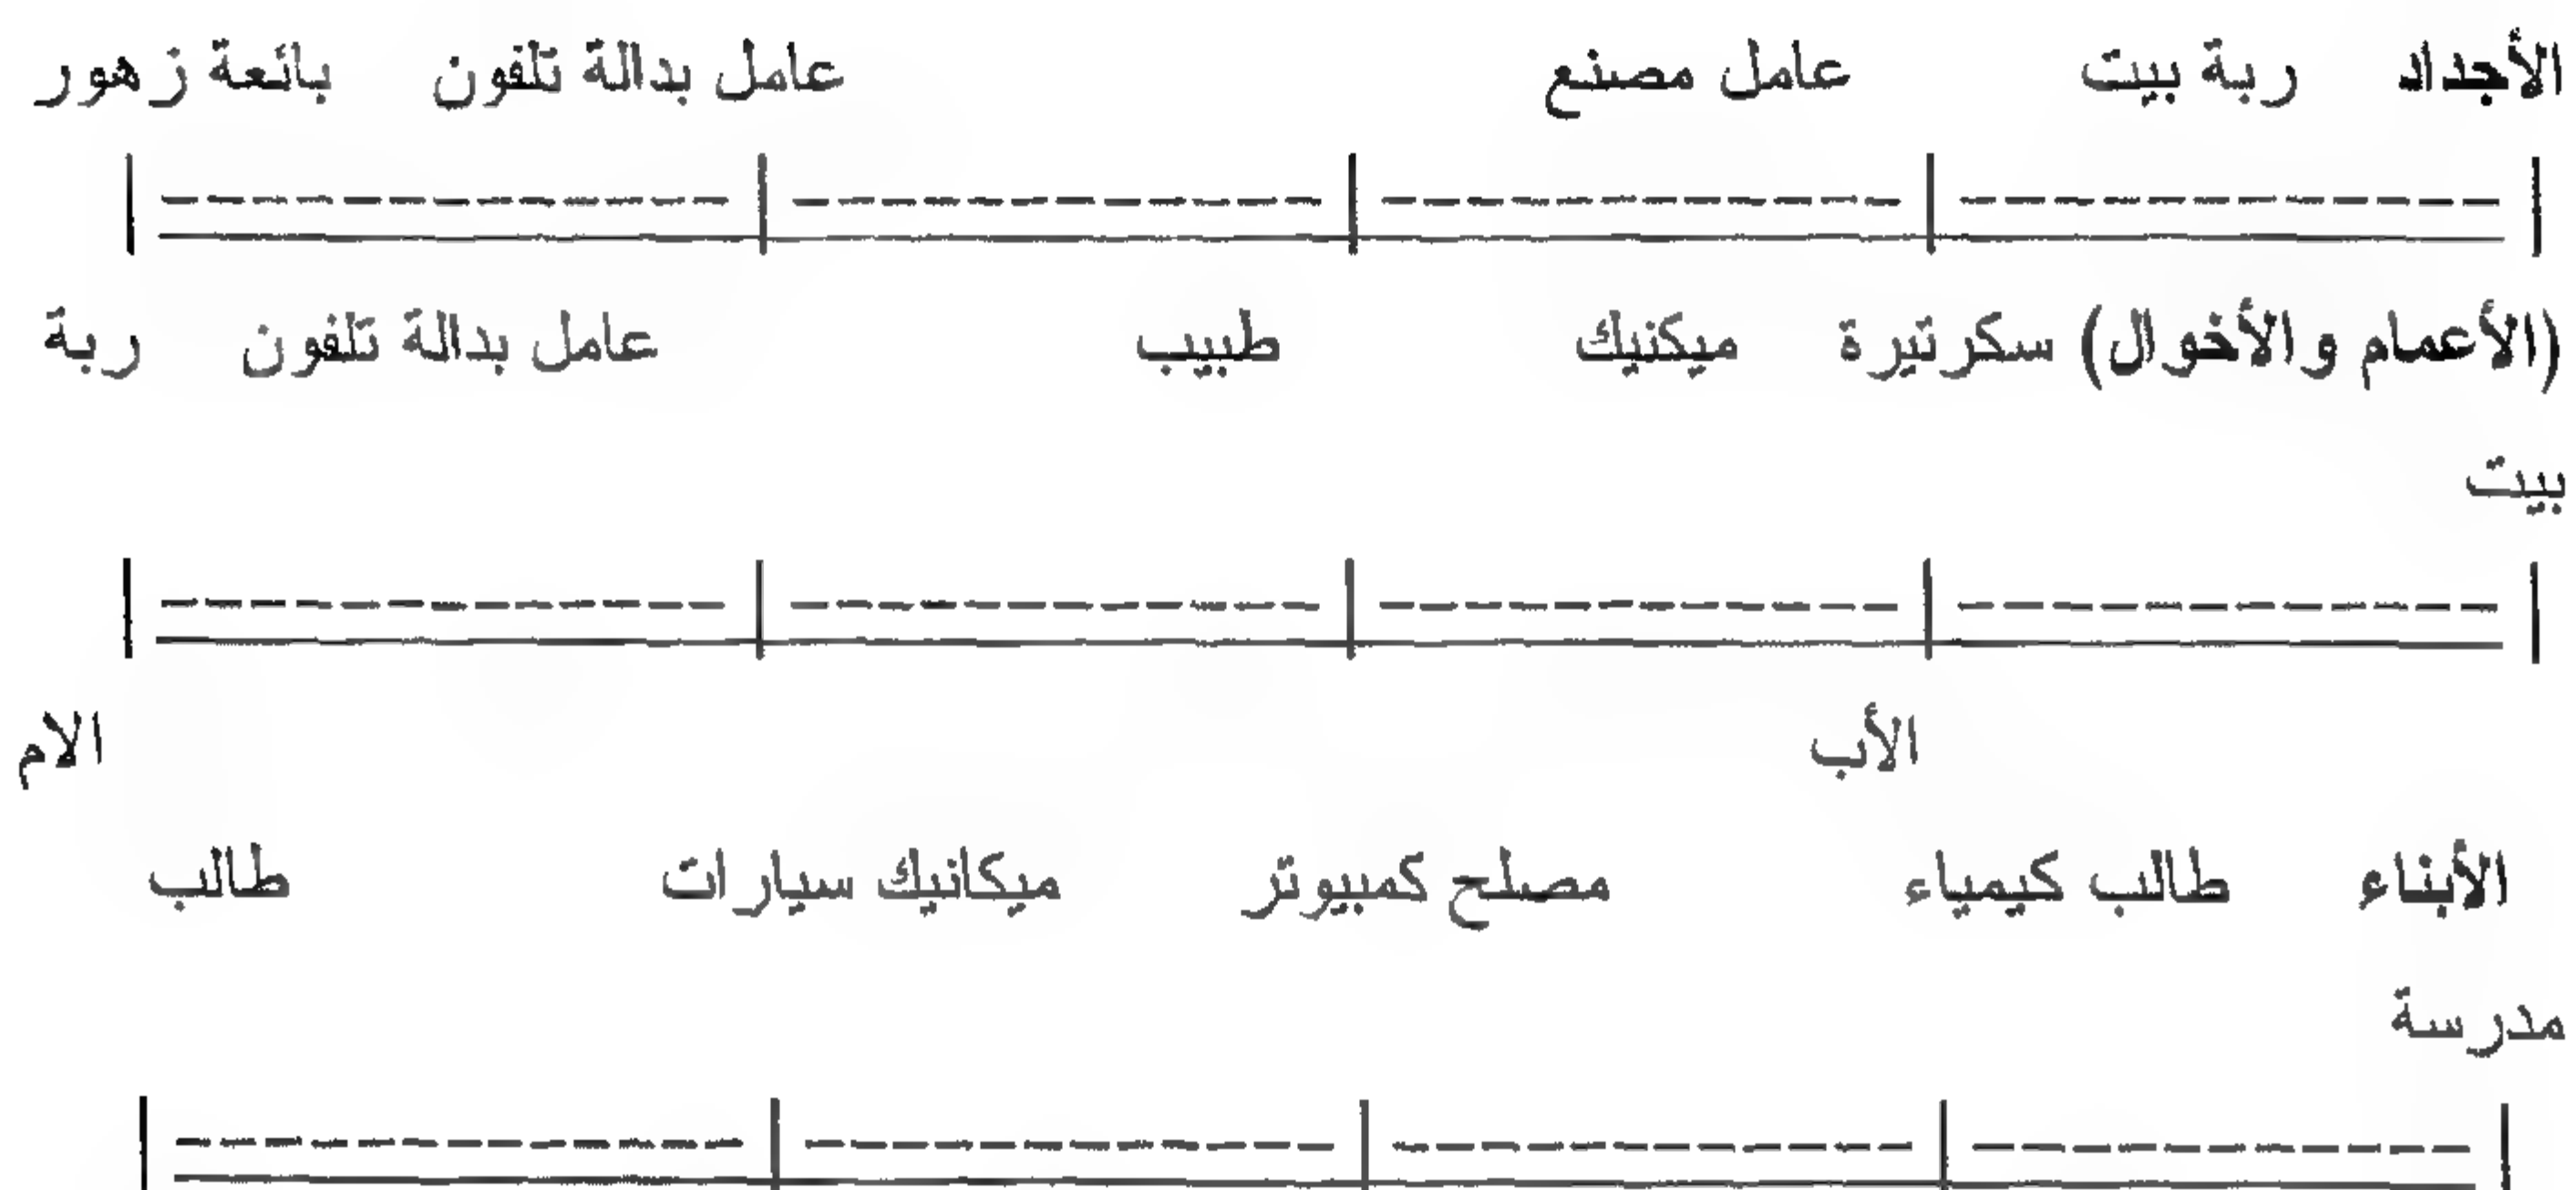 الأجداد ربة بيت عامل مصنع عامل بدالة تلفون بائعة زهور
(الأعمام والأخوال) سكرتيرة ميكنيك طبيب عامل بدالة تلفون ربة
بيت
الأب الام
الأبناء طالب كيمياء مصلح كمبيوتر ميكانيك سيارات طالب
مدرسة